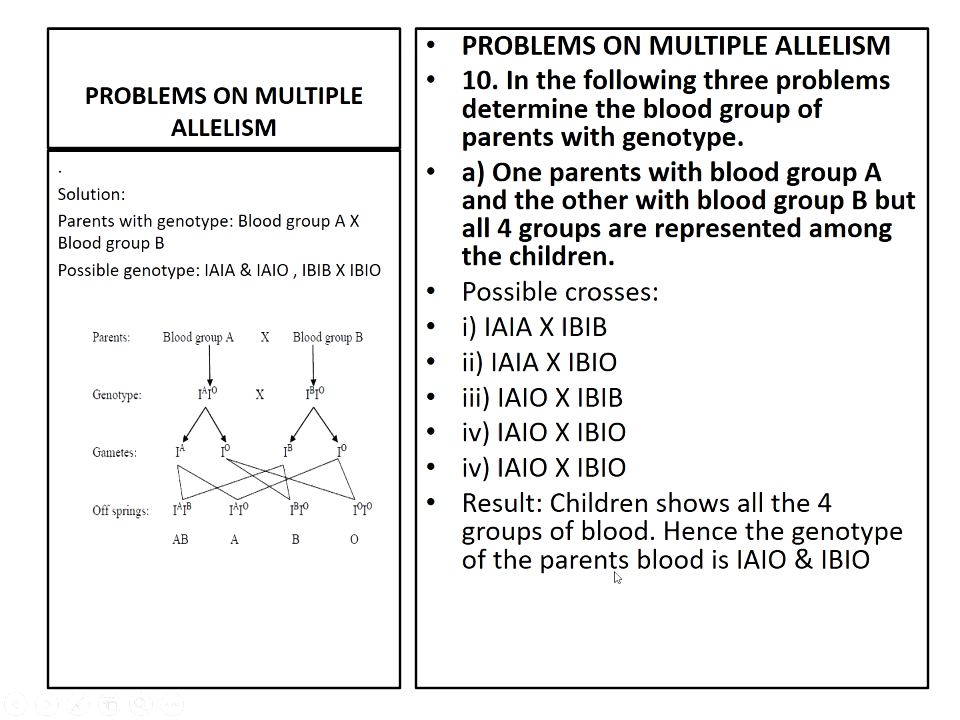 PROBLEMS ON MULTIPLE
ALLELISM
.
Solution:
Parents with genotype: Blood group A X
Blood group B
Possible genotype: IAIA & IAIO , IBIB X IBIO
Parents: Blood group A X Blood group B
Genotype: IᴬIᴼ X IᴮIᴼ
Gametes: Iᴬ Iᴼ Iᴮ Iᴼ
Off springs: IᴬIᴮ IᴬIᴼ IᴮIᴼ IᴼIᴼ
AB A B O
• PROBLEMS ON MULTIPLE ALLELISM
• 10. In the following three problems
determine the blood group of
parents with genotype.
• a) One parents with blood group A
and the other with blood group B but
all 4 groups are represented among
the children.
• Possible crosses:
• i) IAIA X IBIB
• ii) IAIA X IBIO
• iii) IAIO X IBIB
• iv) IAIO X IBIO
• iv) IAIO X IBIO
• Result: Children shows all the 4
groups of blood. Hence the genotype
of the parents blood is IAIO & IBIO